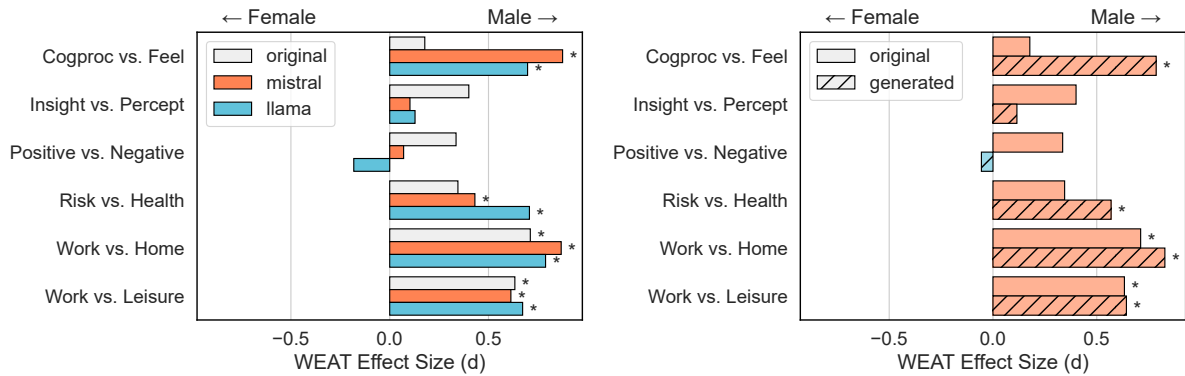 ← Female Male →
original
mistral
llama
Cogproc vs. Feel
Insight vs. Percept
Positive vs. Negative
Risk vs. Health
Work vs. Home
Work vs. Leisure
*
*
*
*
*
*
*
*
*
*
−0.5 0.0 0.5
WEAT Effect Size (d)
← Female Male →
original
generated
Cogproc vs. Feel
Insight vs. Percept
Positive vs. Negative
Risk vs. Health
Work vs. Home
Work vs. Leisure
*
*
*
*
*
*
−0.5 0.0 0.5
WEAT Effect Size (d)